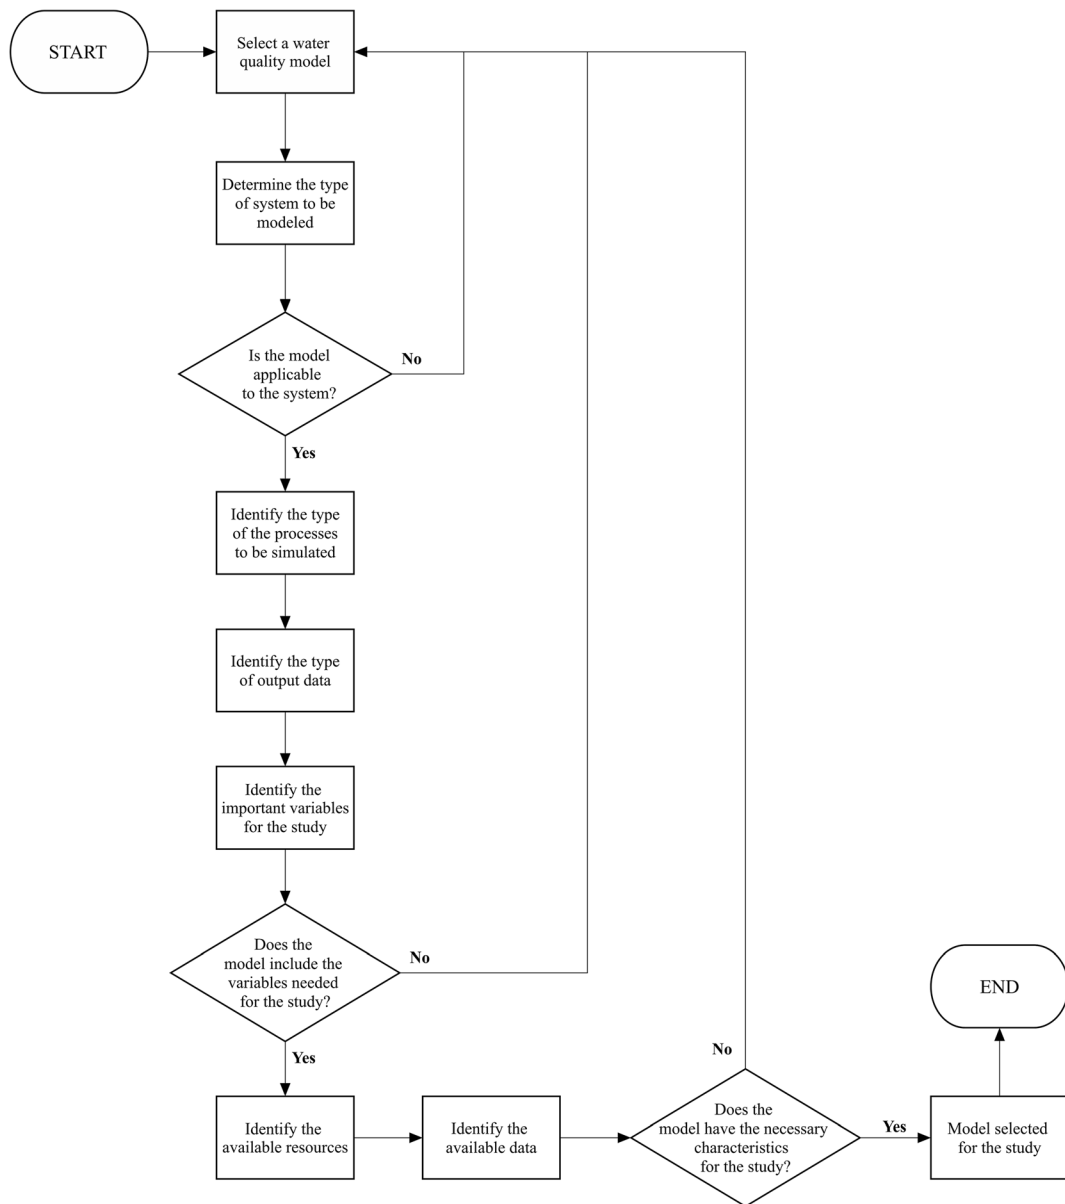 START
Select a water
quality model
Determine the type
of system to be
modeled
Is the model
applicable
to the system?
No
Yes
Identify the type
of the processes
to be simulated
Identify the type
of output data
Identify the
important variables
for the study
Does the
model include the
variables needed
for the study?
No
Yes
Identify the
available resources
Identify the
available data
Does the
model have the necessary
characteristics
for the study?
No
Yes
Model selected
for the study
END